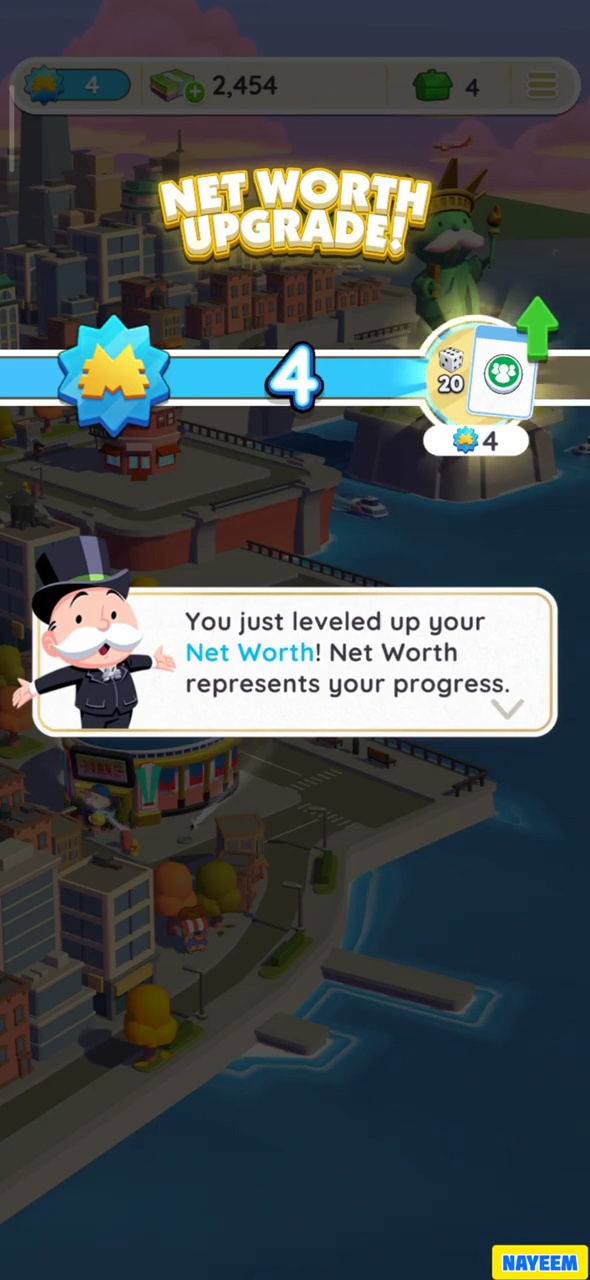 4
2,454
4
NET WORTH
UPGRADE!
4
20
4
You just leveled up your
Net Worth! Net Worth
represents your progress.
NAYEEM